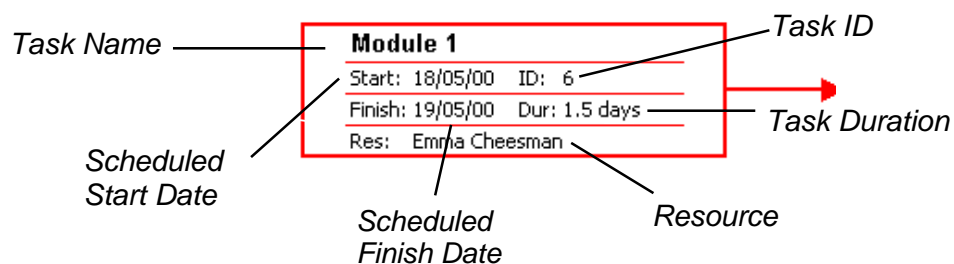 Task Name
Module 1
Task ID
Start: 18/05/00 ID: 6
Finish: 19/05/00 Dur: 1.5 days
Task Duration
Res: Emma Cheesman
Scheduled
Start Date
Scheduled
Finish Date
Resource